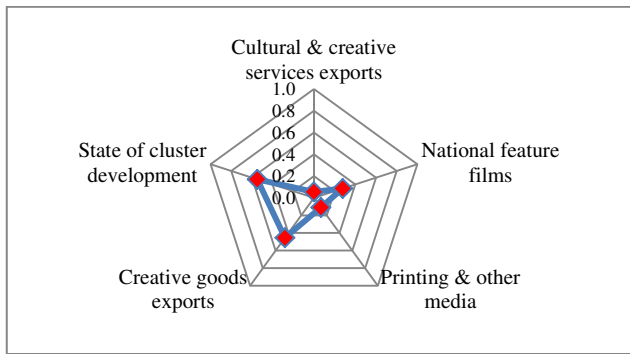 Cultural & creative
services exports
1.0
0.8
0.6
0.4
0.2
0.0
State of cluster
development
National feature
films
Creative goods
exports
Printing & other
media